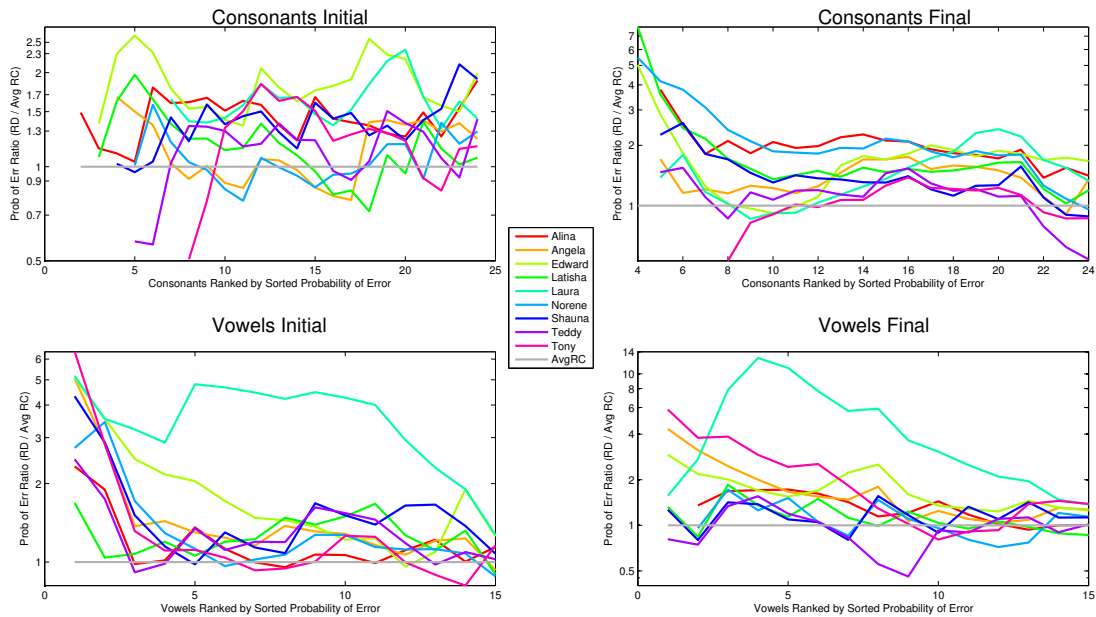 Consonants Initial
Prob of Err Ratio (RD / Avg RC)
2.5
2.3
2
1.7
1.5
1.3
1
0.9
0.7
0.5
0 5 10 15 20 25
Consonants Ranked by Sorted Probability of Error
Consonants Final
Prob of Err Ratio (RD / Avg RC)
7
5
4
3
2
1
4 6 8 10 12 14 16 18 20 22 24
Consonants Ranked by Sorted Probability of Error
Alina
Angela
Edward
Latisha
Laura
Norene
Shauna
Teddy
Tony
AvgRC
Vowels Initial
Prob of Err Ratio (RD / Avg RC)
6
5
4
3
2
1
0 5 10 15
Vowels Ranked by Sorted Probability of Error
Vowels Final
Prob of Err Ratio (RD / Avg RC)
14
10
8
6
4
2
1
0.5
0 5 10 15
Vowels Ranked by Sorted Probability of Error